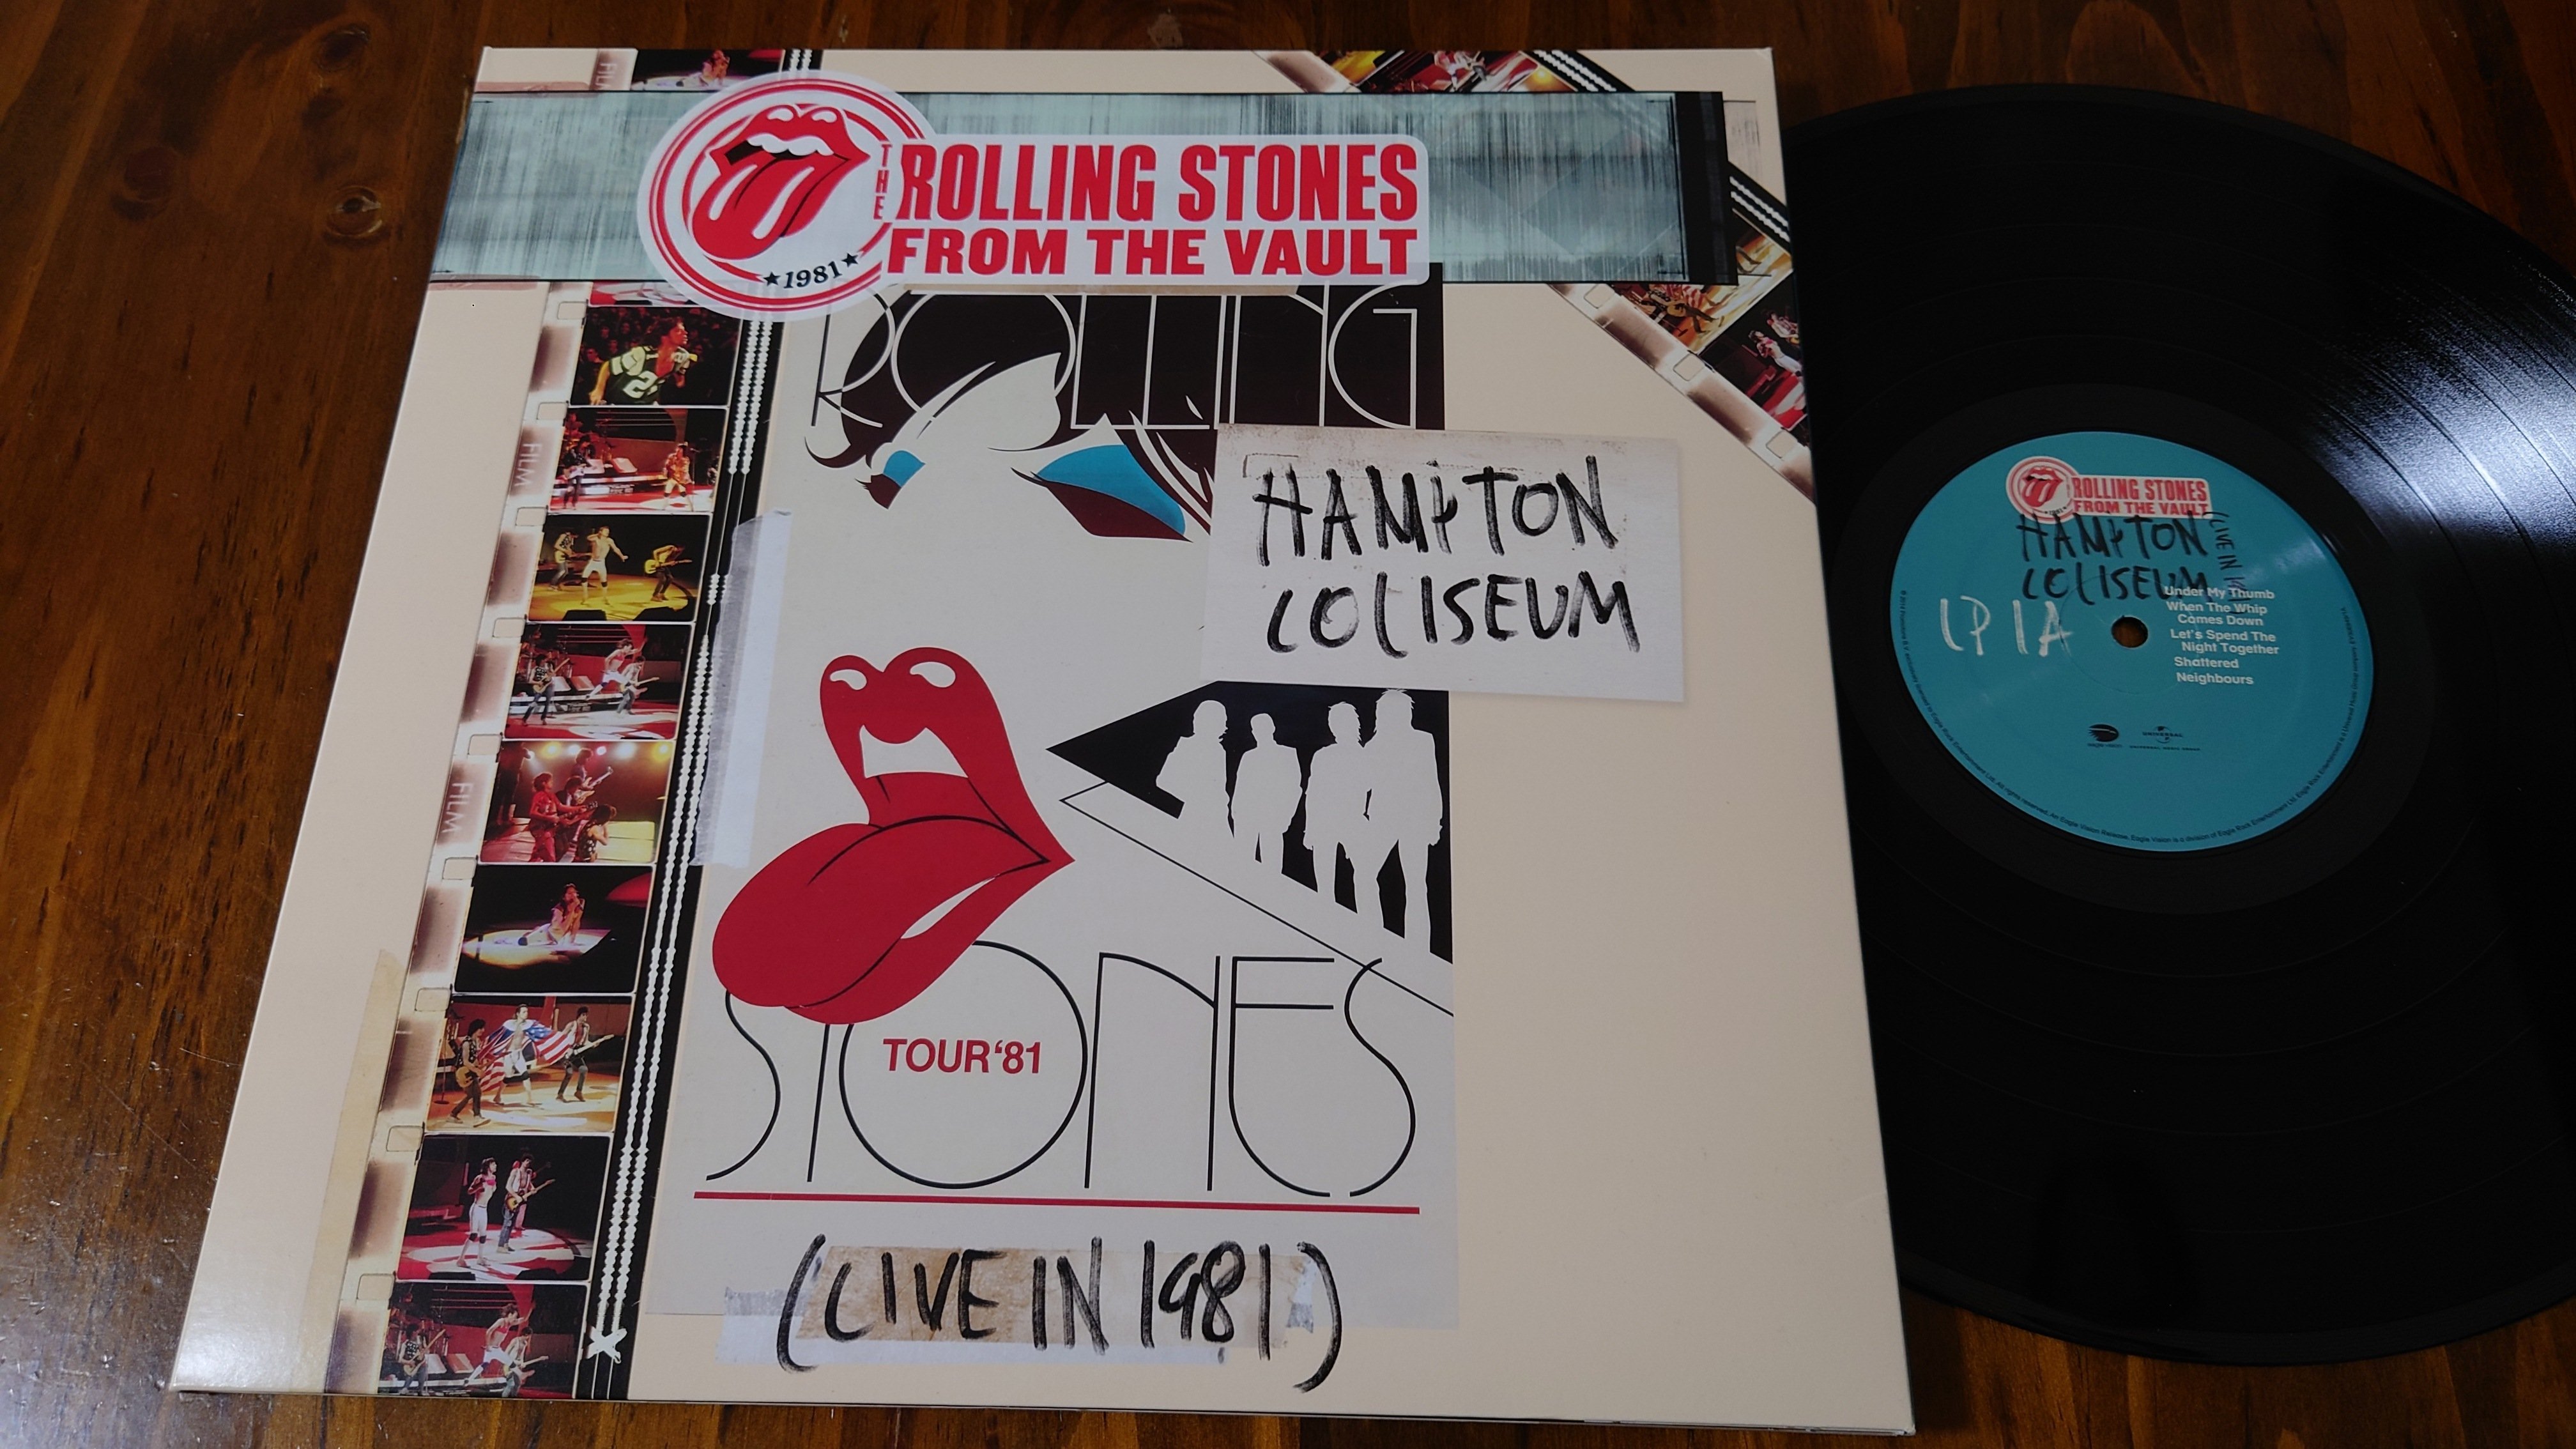 THE
ROLLING STONES
FROM THE VAULT
★1981★
ROLLING
HAMPTON
COLISEUM
STONES
TOUR‘81
(LIVE IN 1981)
FILM
FILM
ROLLING STONES
FROM THE VAULT
HAMPTON
COLISEUM
(LIVE IN 1981)
LP 1A
Under My Thumb
When The Whip
Comes Down
Let's Spend The
Night Together
Shattered
Neighbours
UNIVERSAL